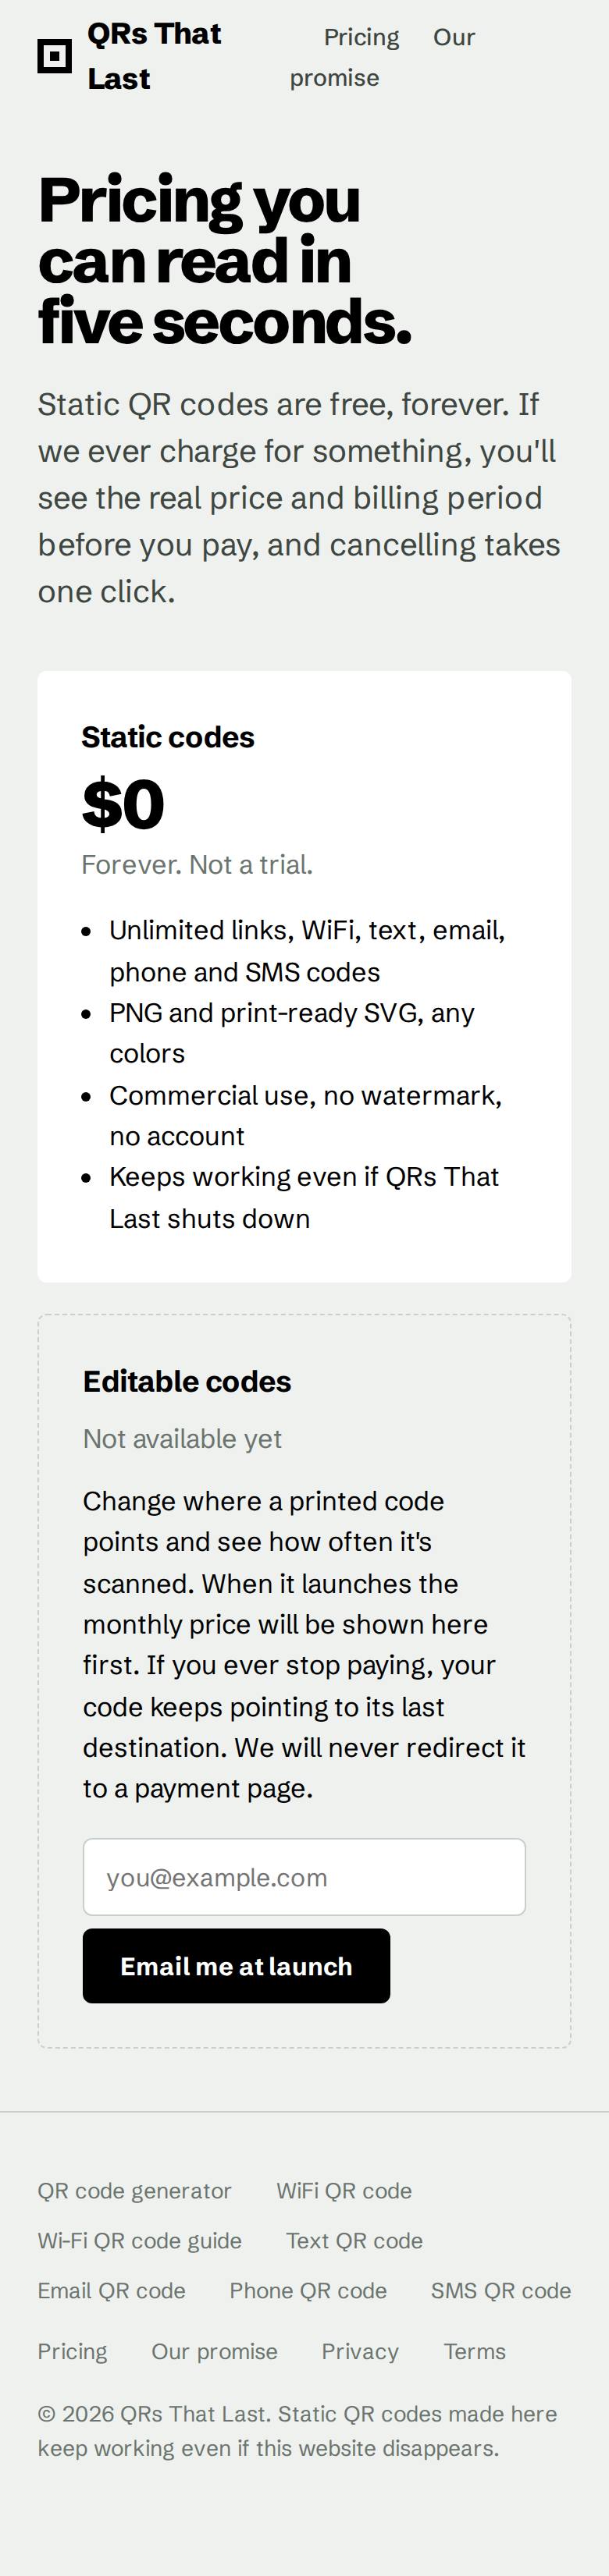 QRs That
Last
Pricing Our
promise
Pricing you
can read in
five seconds.
Static QR codes are free, forever. If
we ever charge for something, you'll
see the real price and billing period
before you pay, and cancelling takes
one click.
Static codes
$0
Forever. Not a trial.
• Unlimited links, WiFi, text, email,
phone and SMS codes
• PNG and print-ready SVG, any
colors
• Commercial use, no watermark,
no account
• Keeps working even if QRs That
Last shuts down
Editable codes
Not available yet
Change where a printed code
points and see how often it's
scanned. When it launches the
monthly price will be shown here
first. If you ever stop paying, your
code keeps pointing to its last
destination. We will never redirect it
to a payment page.
you@example.com
Email me at launch
QR code generator WiFi QR code
Wi-Fi QR code guide Text QR code
Email QR code Phone QR code SMS QR code
Pricing Our promise Privacy Terms
© 2026 QRs That Last. Static QR codes made here
keep working even if this website disappears.